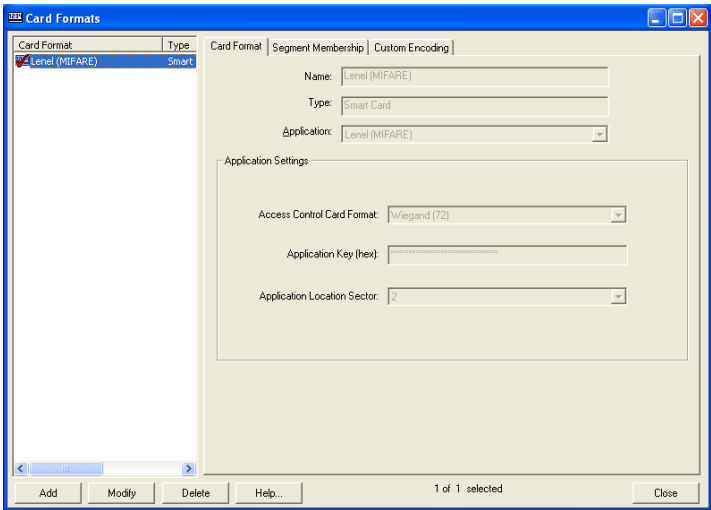 Card Formats
Card Format Type
Lenel (MIFARE) Smart
Card Format Segment Membership Custom Encoding
Name: Lenel (MIFARE)
Type: Smart Card
Application: Lenel (MIFARE)
Application Settings
Access Control Card Format: Wiegand (72)
Application Key (hex):
Application Location Sector: 2
Add Modify Delete Help... 1 of 1 selected Close